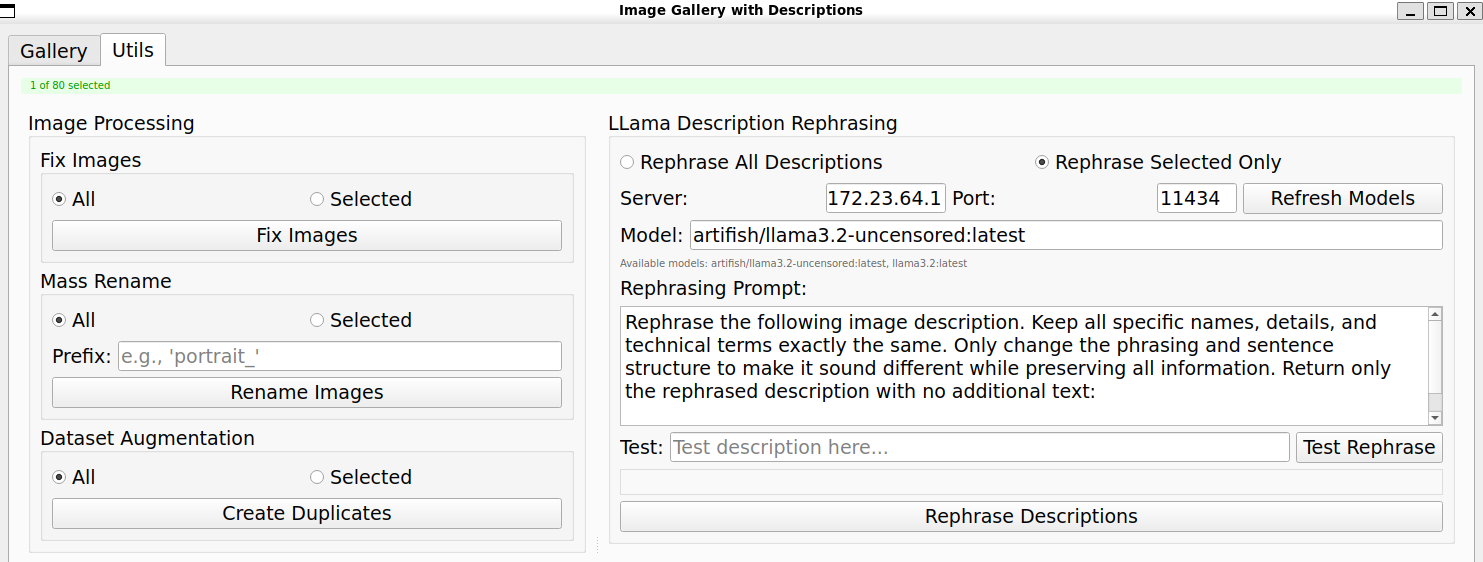 Image Gallery with Descriptions
Gallery
Utils
1 of 80 selected
Image Processing
Fix Images
All
Selected
Fix Images
Mass Rename
All
Selected
Prefix:
e.g., 'portrait_'
Rename Images
Dataset Augmentation
All
Selected
Create Duplicates
LLama Description Rephrasing
Rephrase All Descriptions
Rephrase Selected Only
Server:
172.23.64.1
Port:
11434
Refresh Models
Model:
artifish/llama3.2-uncensored:latest
Available models: artifish/llama3.2-uncensored:latest, llama3.2:latest
Rephrasing Prompt:
Rephrase the following image description. Keep all specific names, details, and
technical terms exactly the same. Only change the phrasing and sentence
structure to make it sound different while preserving all information. Return only
the rephrased description with no additional text:
Test:
Test description here...
Test Rephrase
Rephrase Descriptions